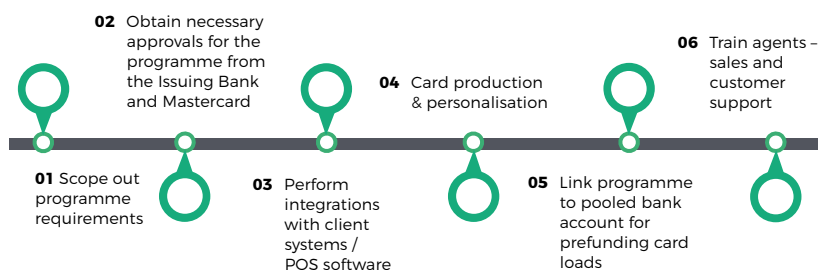 01 Scope out
programme
requirements
02 Obtain necessary
approvals for the
programme from
the Issuing Bank
and Mastercard
03 Perform
integrations
with client
systems /
POS software
04 Card production
& personalisation
05 Link programme
to pooled bank
account for
prefunding card
loads
06 Train agents –
sales and
customer
support